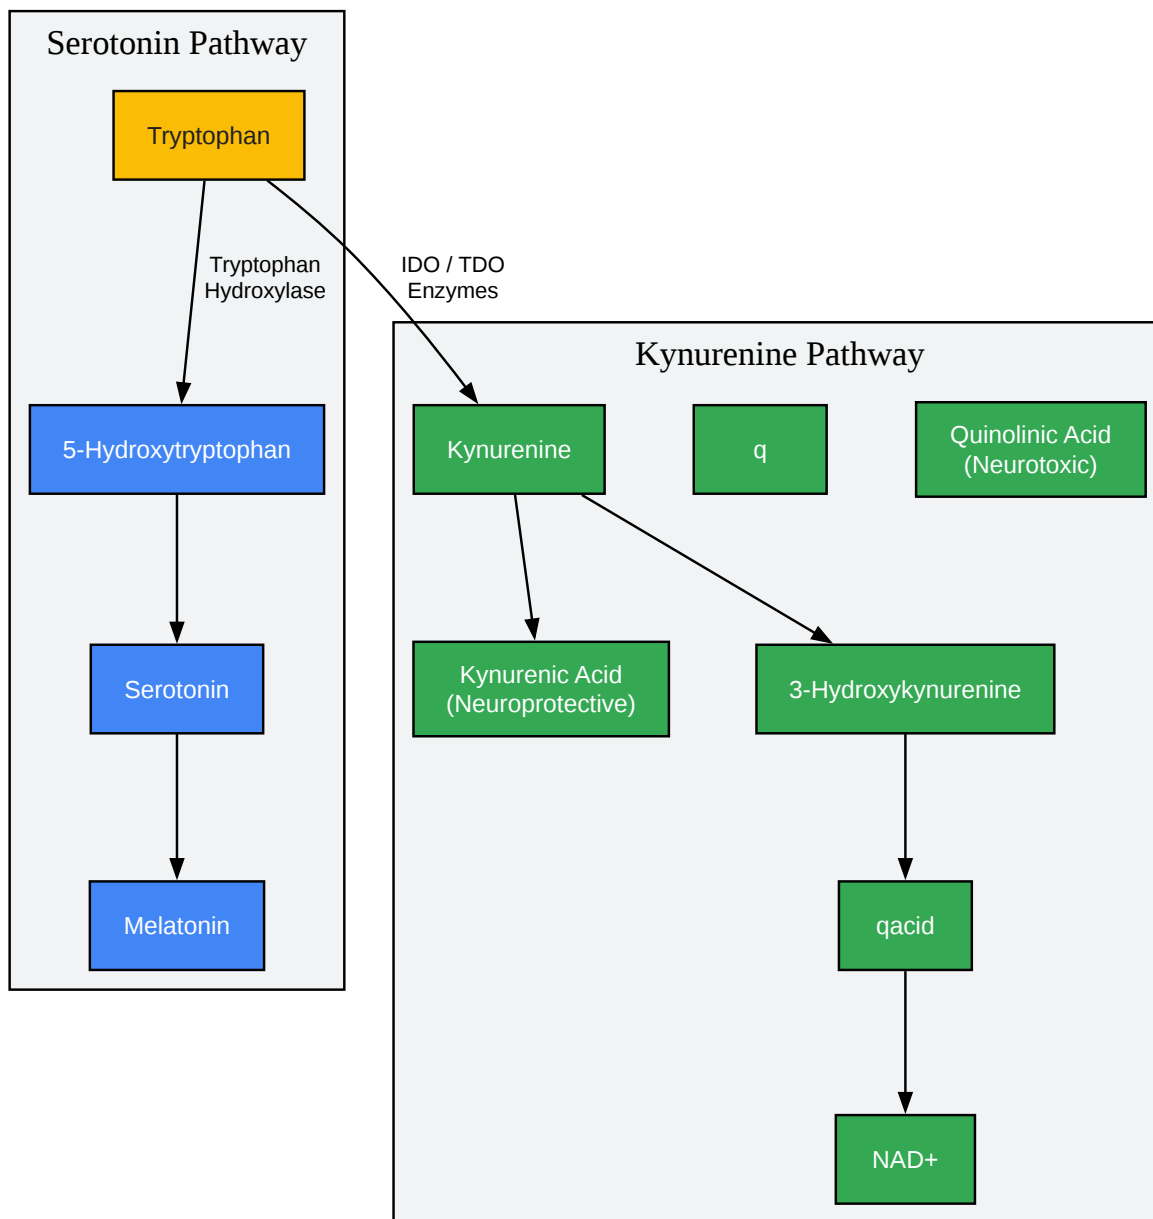 Serotonin Pathway
Tryptophan
Tryptophan
Hydroxylase
IDO / TDO
Enzymes
5-Hydroxytryptophan
Serotonin
Melatonin
Kynurenine Pathway
Kynurenine
q
Quinolinic Acid
(Neurotoxic)
Kynurenic Acid
(Neuroprotective)
3-Hydroxykynurenine
qacid
NAD+